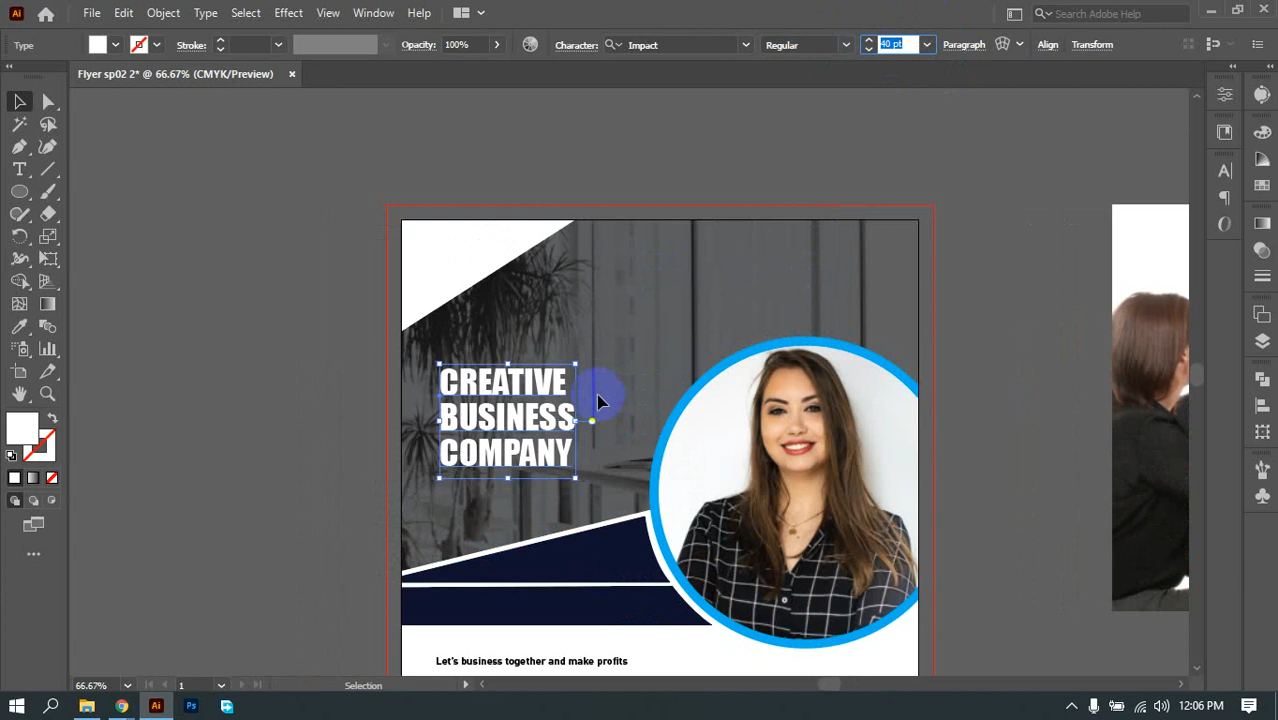 Ai
File Edit Object Type Select Effect View Window Help
Search Adobe Help
Type
Stroke:
Opacity: 100%
Character: Impact
Regular
40 pt
Paragraph
Align
Transform
Flyer sp02 2* @ 66.67% (CMYK/Preview)
CREATIVE
BUSINESS
COMPANY
Let's business together and make profits
66.67%
1
Selection
Ai
Ps
12:06 PM